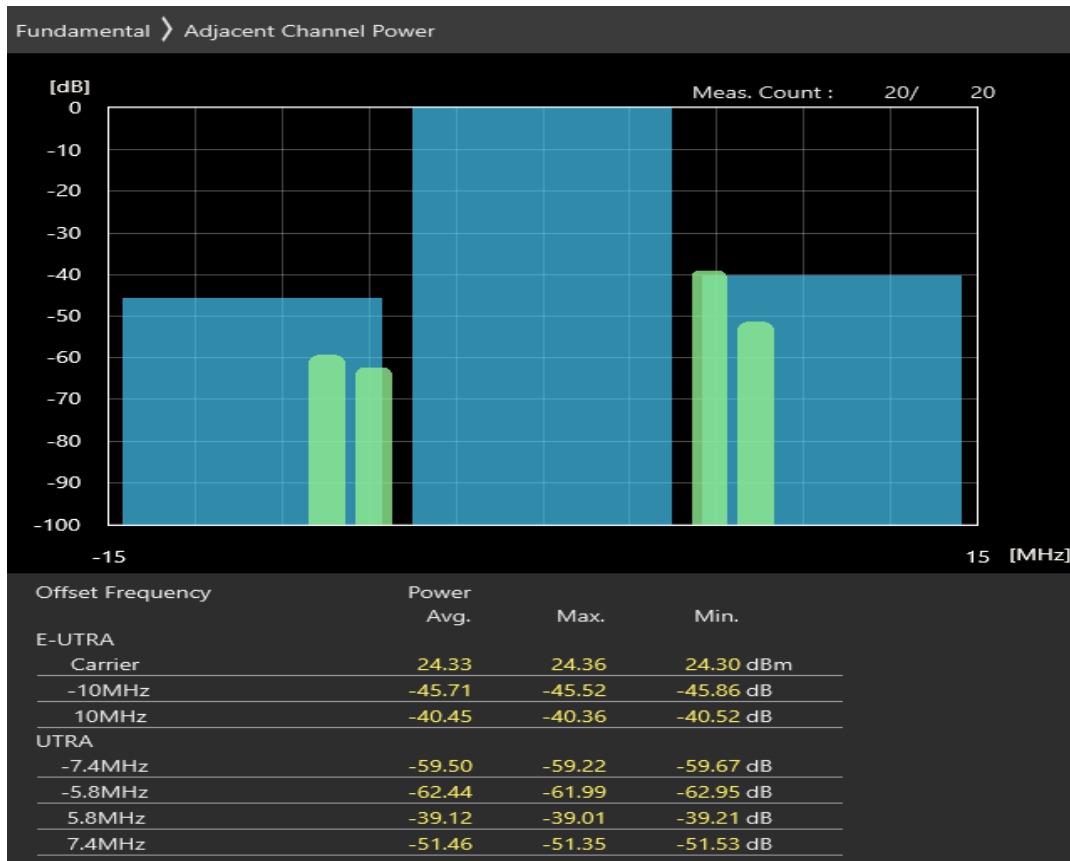 Fundamental ❯ Adjacent Channel Power
[dB]
Meas. Count : 20/ 20
0
-10
-20
-30
-40
-50
-60
-70
-80
-90
-100
-15 15 [MHz]
Offset Frequency Power
Avg. Max. Min.
E-UTRA
Carrier 24.33 24.36 24.30 dBm
-10MHz -45.71 -45.52 -45.86 dB
10MHz -40.45 -40.36 -40.52 dB
UTRA
-7.4MHz -59.50 -59.22 -59.67 dB
-5.8MHz -62.44 -61.99 -62.95 dB
5.8MHz -39.12 -39.01 -39.21 dB
7.4MHz -51.46 -51.35 -51.53 dB